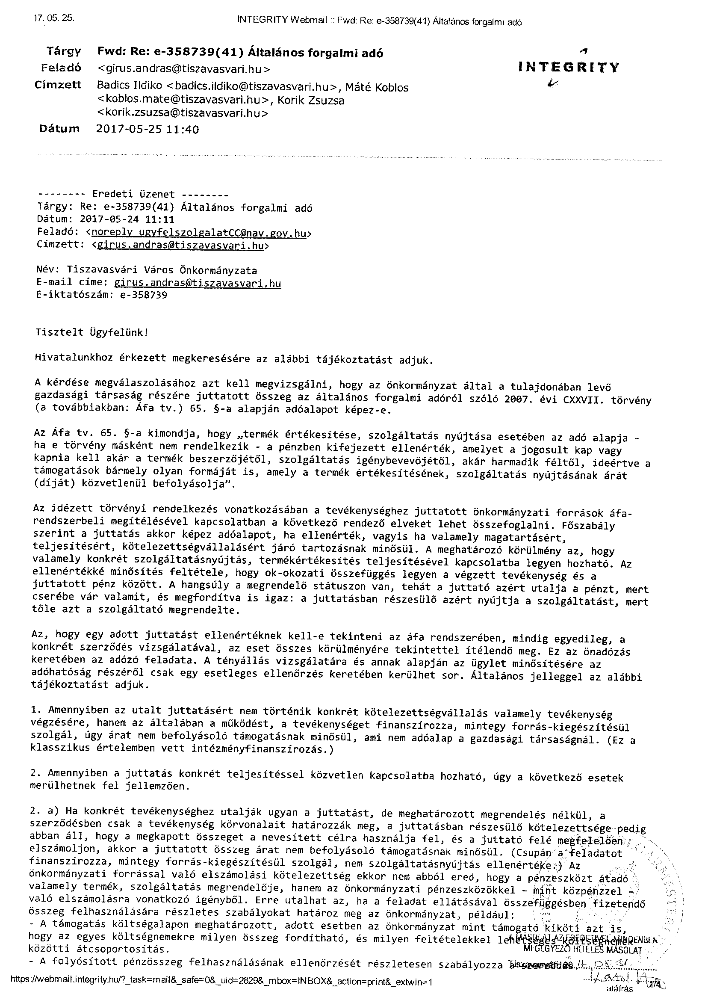 17. 05. 25.
INTEGRITY Webmail :: Fwd: Re: e-358739(41) Általános forgalmi adó
Tárgy Fwd: Re: e-358739(41) Általános forgalmi adó
Feladó <girus.andras@tiszavasvari.hu>
INTEGRITY
Címzett Badics Ildiko <badics.ildiko@tiszavasvari.hu>, Máté Koblos
<koblos.mate@tiszavasvari.hu>, Korik Zsuzsa
<korik.zsuzsa@tiszavasvari.hu>
Dátum 2017-05-25 11:40
-------- Eredeti üzenet --------
Tárgy: Re: e-358739(41) Általános forgalmi adó
Dátum: 2017-05-24 11:11
Feladó: <noreply_ugyfelszolgalatCC@nav.gov.hu>
Címzett: <girus.andras@tiszavasvari.hu>
Név: Tiszavasvári Város Önkormányzata
E-mail címe: girus.andras@tiszavasvari.hu
E-iktatószám: e-358739
Tisztelt Ügyfelünk!
Hivatalunkhoz érkezett megkeresésére az alábbi tájékoztatást adjuk.
A kérdése megválaszolásához azt kell megvizsgálni, hogy az önkormányzat által a tulajdonában levő
gazdasági társaság részére juttatott összeg az általános forgalmi adóról szóló 2007. évi CXXVII. törvény
(a továbbiakban: Áfa tv.) 65. §-a alapján adóalapot képez-e.
Az Áfa tv. 65. §-a kimondja, hogy „termék értékesítése, szolgáltatás nyújtása esetében az adó alapja -
ha e törvény másként nem rendelkezik - a pénzben kifejezett ellenérték, amelyet a jogosult kap vagy
kapnia kell akár a termék beszerzőjétől, szolgáltatás igénybevevőjétől, akár harmadik féltől, ideértve a
támogatások bármely olyan formáját is, amely a termék értékesítésének, szolgáltatás nyújtásának árát
(díját) közvetlenül befolyásolja”.
Az idézett törvényi rendelkezés vonatkozásában a tevékenységhez juttatott önkormányzati források áfa-
rendszerbeli megítélésével kapcsolatban a következő rendező elveket lehet összefoglalni. Főszabály
szerint a juttatás akkor képez adóalapot, ha ellenérték, vagyis ha valamely magatartásért,
teljesítésért, kötelezettségvállalásért járó tartozásnak minősül. A meghatározó körülmény az, hogy
valamely konkrét szolgáltatásnyújtás, termékértékesítés teljesítésével kapcsolatba legyen hozható. Az
ellenértékké minősítés feltétele, hogy ok-okozati összefüggés legyen a végzett tevékenység és a
juttatott pénz között. A hangsúly a megrendelő státuszon van, tehát a juttató azért utalja a pénzt, mert
cserébe vár valamit, és megfordítva is igaz: a juttatásban részesülő azért nyújtja a szolgáltatást, mert
tőle azt a szolgáltató megrendelte.
Az, hogy egy adott juttatást ellenértéknek kell-e tekinteni az áfa rendszerében, mindig egyedileg, a
konkrét szerződés vizsgálatával, az eset összes körülményére tekintettel ítélendő meg. Ez az önadózás
keretében az adózó feladata. A tényállás vizsgálatára és annak alapján az ügylet minősítésére az
adóhatóság részéről csak egy esetleges ellenőrzés keretében kerülhet sor. Általános jelleggel az alábbi
tájékoztatást adjuk.
1. Amennyiben az utalt juttatásért nem történik konkrét kötelezettségvállalás valamely tevékenység
végzésére, hanem az általában a működést, a tevékenységet finanszírozza, mintegy forrás-kiegészítésül
szolgál, úgy árat nem befolyásoló támogatásnak minősül, ami nem adóalap a gazdasági társaságnál. (Ez a
klasszikus értelemben vett intézményfinanszírozás.)
2. Amennyiben a juttatás konkrét teljesítéssel közvetlen kapcsolatba hozható, úgy a következő esetek
merülhetnek fel jellemzően.
2. a) Ha konkrét tevékenységhez utalják ugyan a juttatást, de meghatározott megrendelés nélkül, a
szerződésben csak a tevékenység körvonalait határozzák meg, a juttatásban részesülő kötelezettsége pedig
abban áll, hogy a megkapott összeget a nevesített célra használja fel, és a juttató felé megfelelően
elszámoljon, akkor a juttatott összeg árat nem befolyásoló támogatásnak minősül. (Csupán a feladatot
finanszírozza, mintegy forrás-kiegészítésül szolgál, nem szolgáltatásnyújtás ellenértéke.) Az
önkormányzati forrással való elszámolási kötelezettség ekkor nem abból ered, hogy a pénzeszközt átadó
valamely termék, szolgáltatás megrendelője, hanem az önkormányzati pénzeszközökkel – mint közpénzzel –
való elszámolásra vonatkozó igényből. Erre utalhat az, ha a feladat ellátásával összefüggésben fizetendő
összeg felhasználására részletes szabályokat határoz meg az önkormányzat, például:
- A támogatás költségalapon meghatározott, adott esetben az önkormányzat mint támogató kiköti azt is,
hogy az egyes költségnemekre milyen összeg fordítható, és milyen feltételekkel lehetséges költségnemek
A MÁSOLAT AZ EREDETIVEL MINDENBEN
közötti átcsoportosítás.
MEGEGYEZŐ HITELES MÁSOLAT
- A folyósított pénzösszeg felhasználásának ellenőrzését részletesen szabályozza a szerződés.
https://webmail.integrity.hu/?_task=mail&_safe=0&_uid=2829&_mbox=INBOX&_action=print&_extwin=1
1/4
aláírás